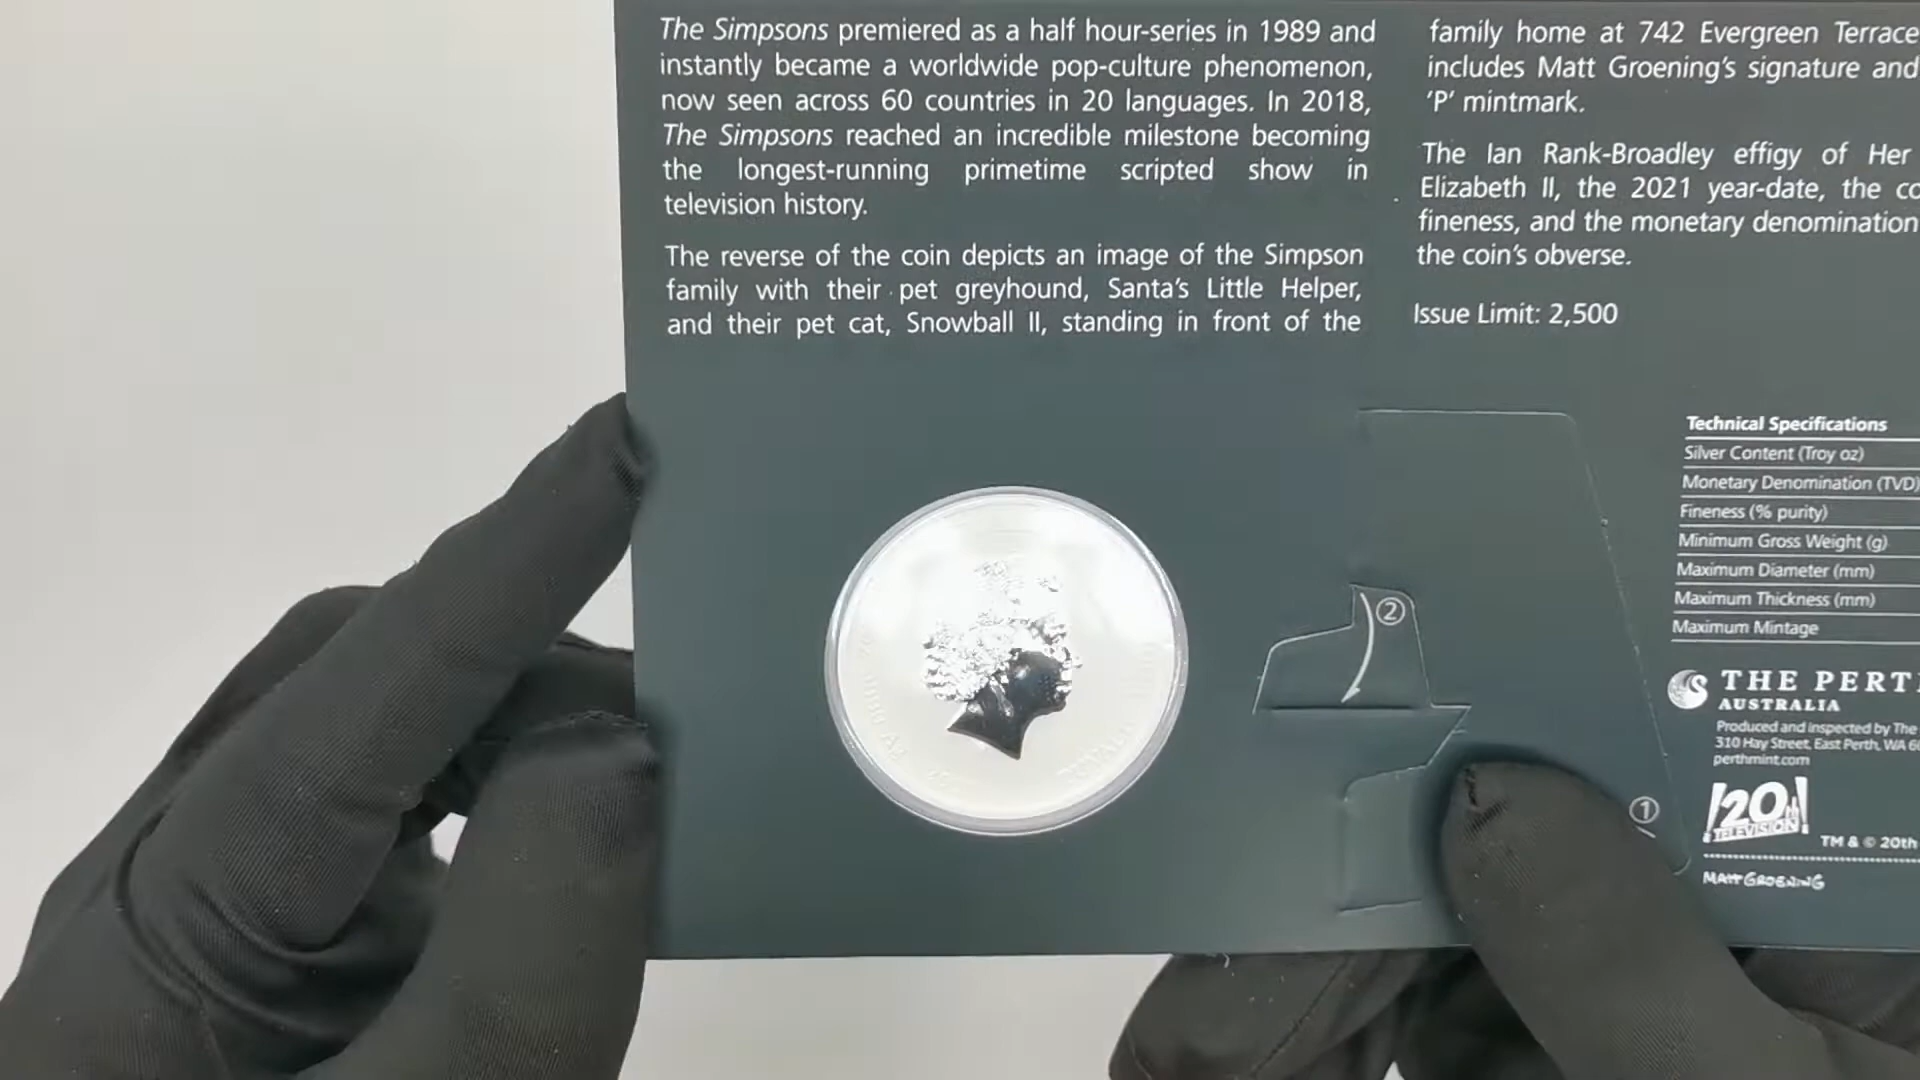 The Simpsons premiered as a half hour-series in 1989 and
instantly became a worldwide pop-culture phenomenon,
now seen across 60 countries in 20 languages. In 2018,
The Simpsons reached an incredible milestone becoming
the longest-running primetime scripted show in
television history.
The reverse of the coin depicts an image of the Simpson
family with their pet greyhound, Santa's Little Helper,
and their pet cat, Snowball II, standing in front of the
family home at 742 Evergreen Terrace
includes Matt Groening's signature and
'P' mintmark.
The Ian Rank-Broadley effigy of Her
Elizabeth II, the 2021 year-date, the
fineness, and the monetary denomination
the coin's obverse.
Issue Limit: 2,500
Technical Specifications
Silver Content (Troy oz)
Monetary Denomination (TVD)
Fineness (% purity)
Minimum Gross Weight (g)
Maximum Diameter (mm)
Maximum Thickness (mm)
Maximum Mintage
②
①
THE PERT
AUSTRALIA
Produced and inspected by The
310 Hay Street, East Perth, WA
perthmint.com
20th
TELEVISION
TM & © 20th
MATT GROENING